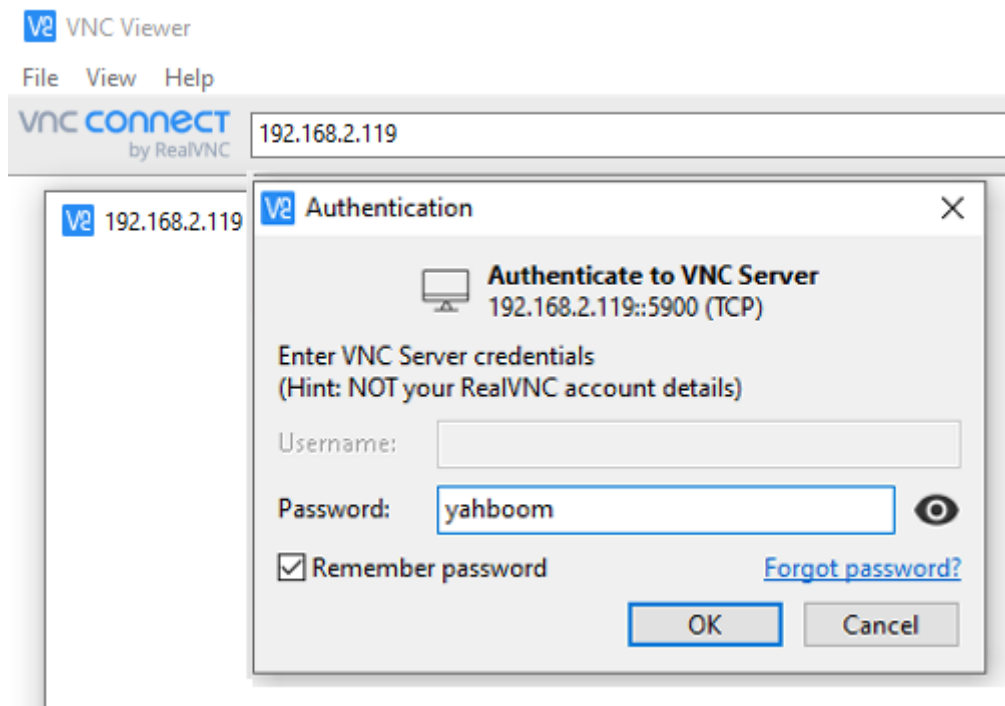 VNC Viewer
File View Help
VNC CONNECT
by RealVNC
192.168.2.119
192.168.2.119
Authentication
Authenticate to VNC Server
192.168.2.119::5900 (TCP)
Enter VNC Server credentials
(Hint: NOT your RealVNC account details)
Username:
Password: yahboom
Remember password Forgot password?
OK Cancel